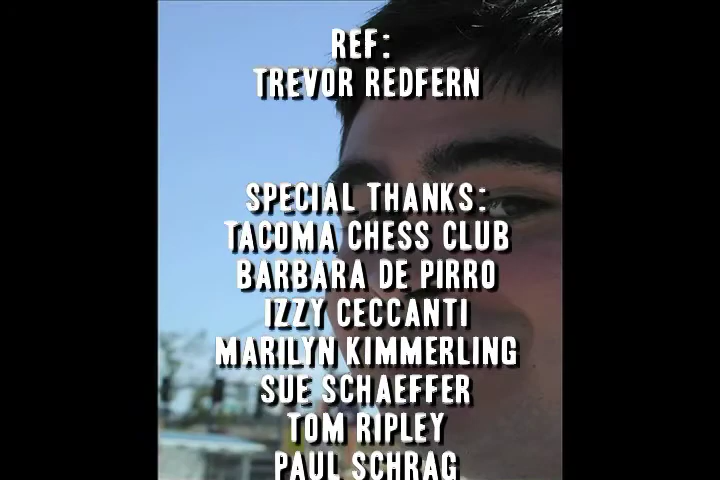 REF:
TREVOR REDFERN
SPECIAL THANKS:
TACOMA CHESS CLUB
BARBARA DE PIRRO
IZZY CECCANTI
MARILYN KIMMERLING
SUE SCHAEFFER
TOM RIPLEY
PAUL SCHRAG